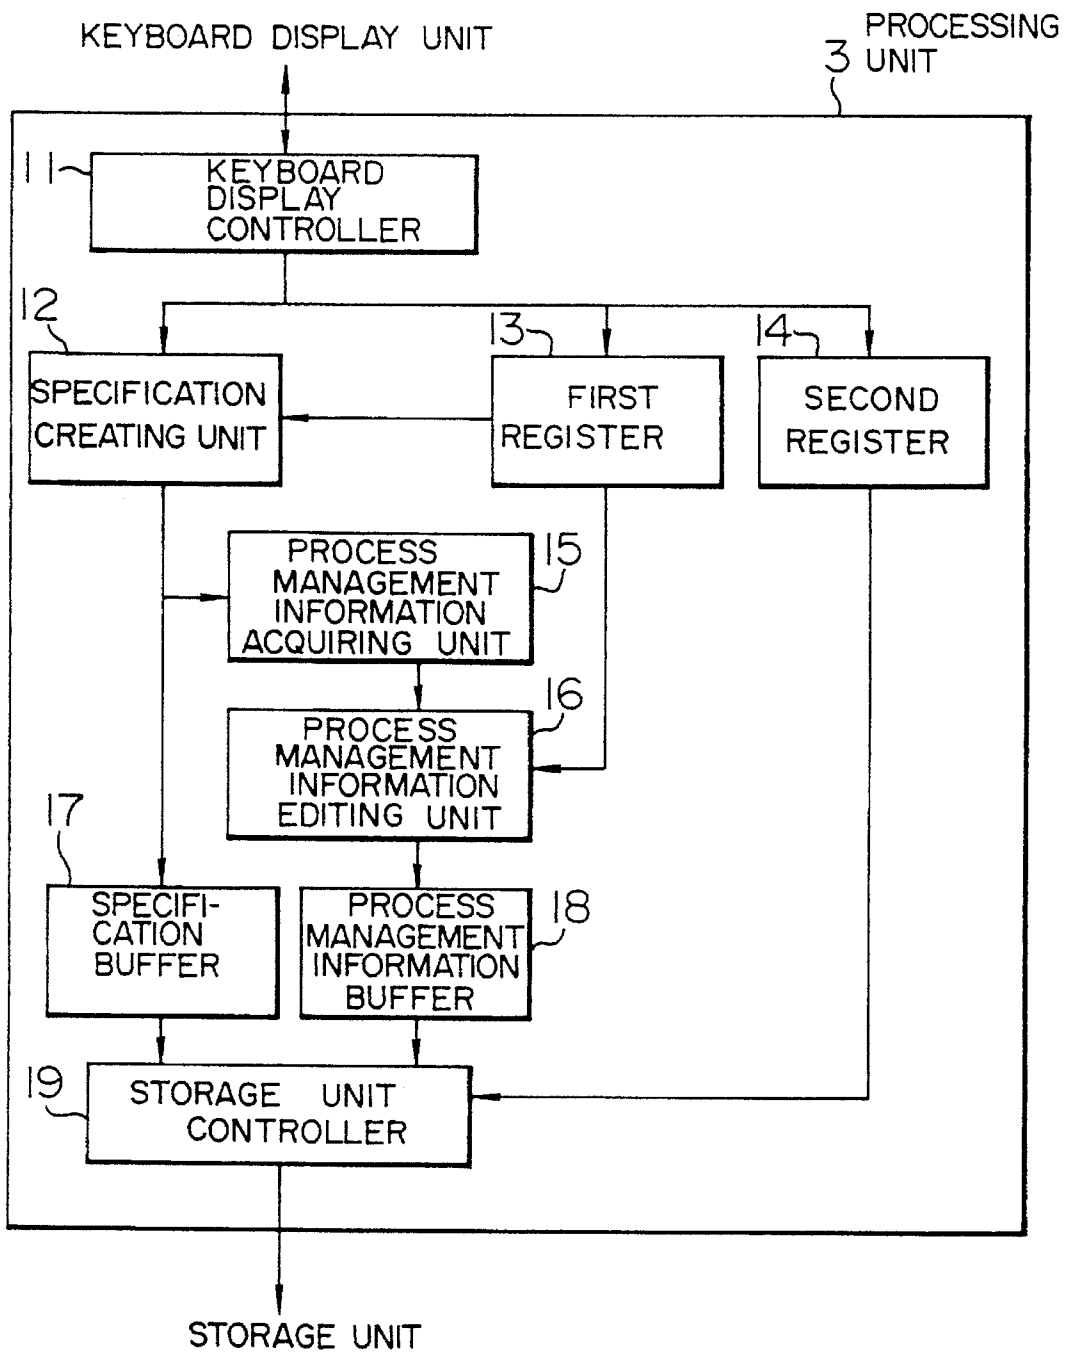 KEYBOARD DISPLAY UNIT
PROCESSING
3 UNIT
11
KEYBOARD
DISPLAY
CONTROLLER
12
SPECIFICATION
CREATING UNIT
13
FIRST
REGISTER
14
SECOND
REGISTER
15
PROCESS
MANAGEMENT
INFORMATION
ACQUIRING UNIT
16
PROCESS
MANAGEMENT
INFORMATION
EDITING UNIT
17
SPECIFI-
CATION
BUFFER
18
PROCESS
MANAGEMENT
INFORMATION
BUFFER
19
STORAGE UNIT
CONTROLLER
STORAGE UNIT